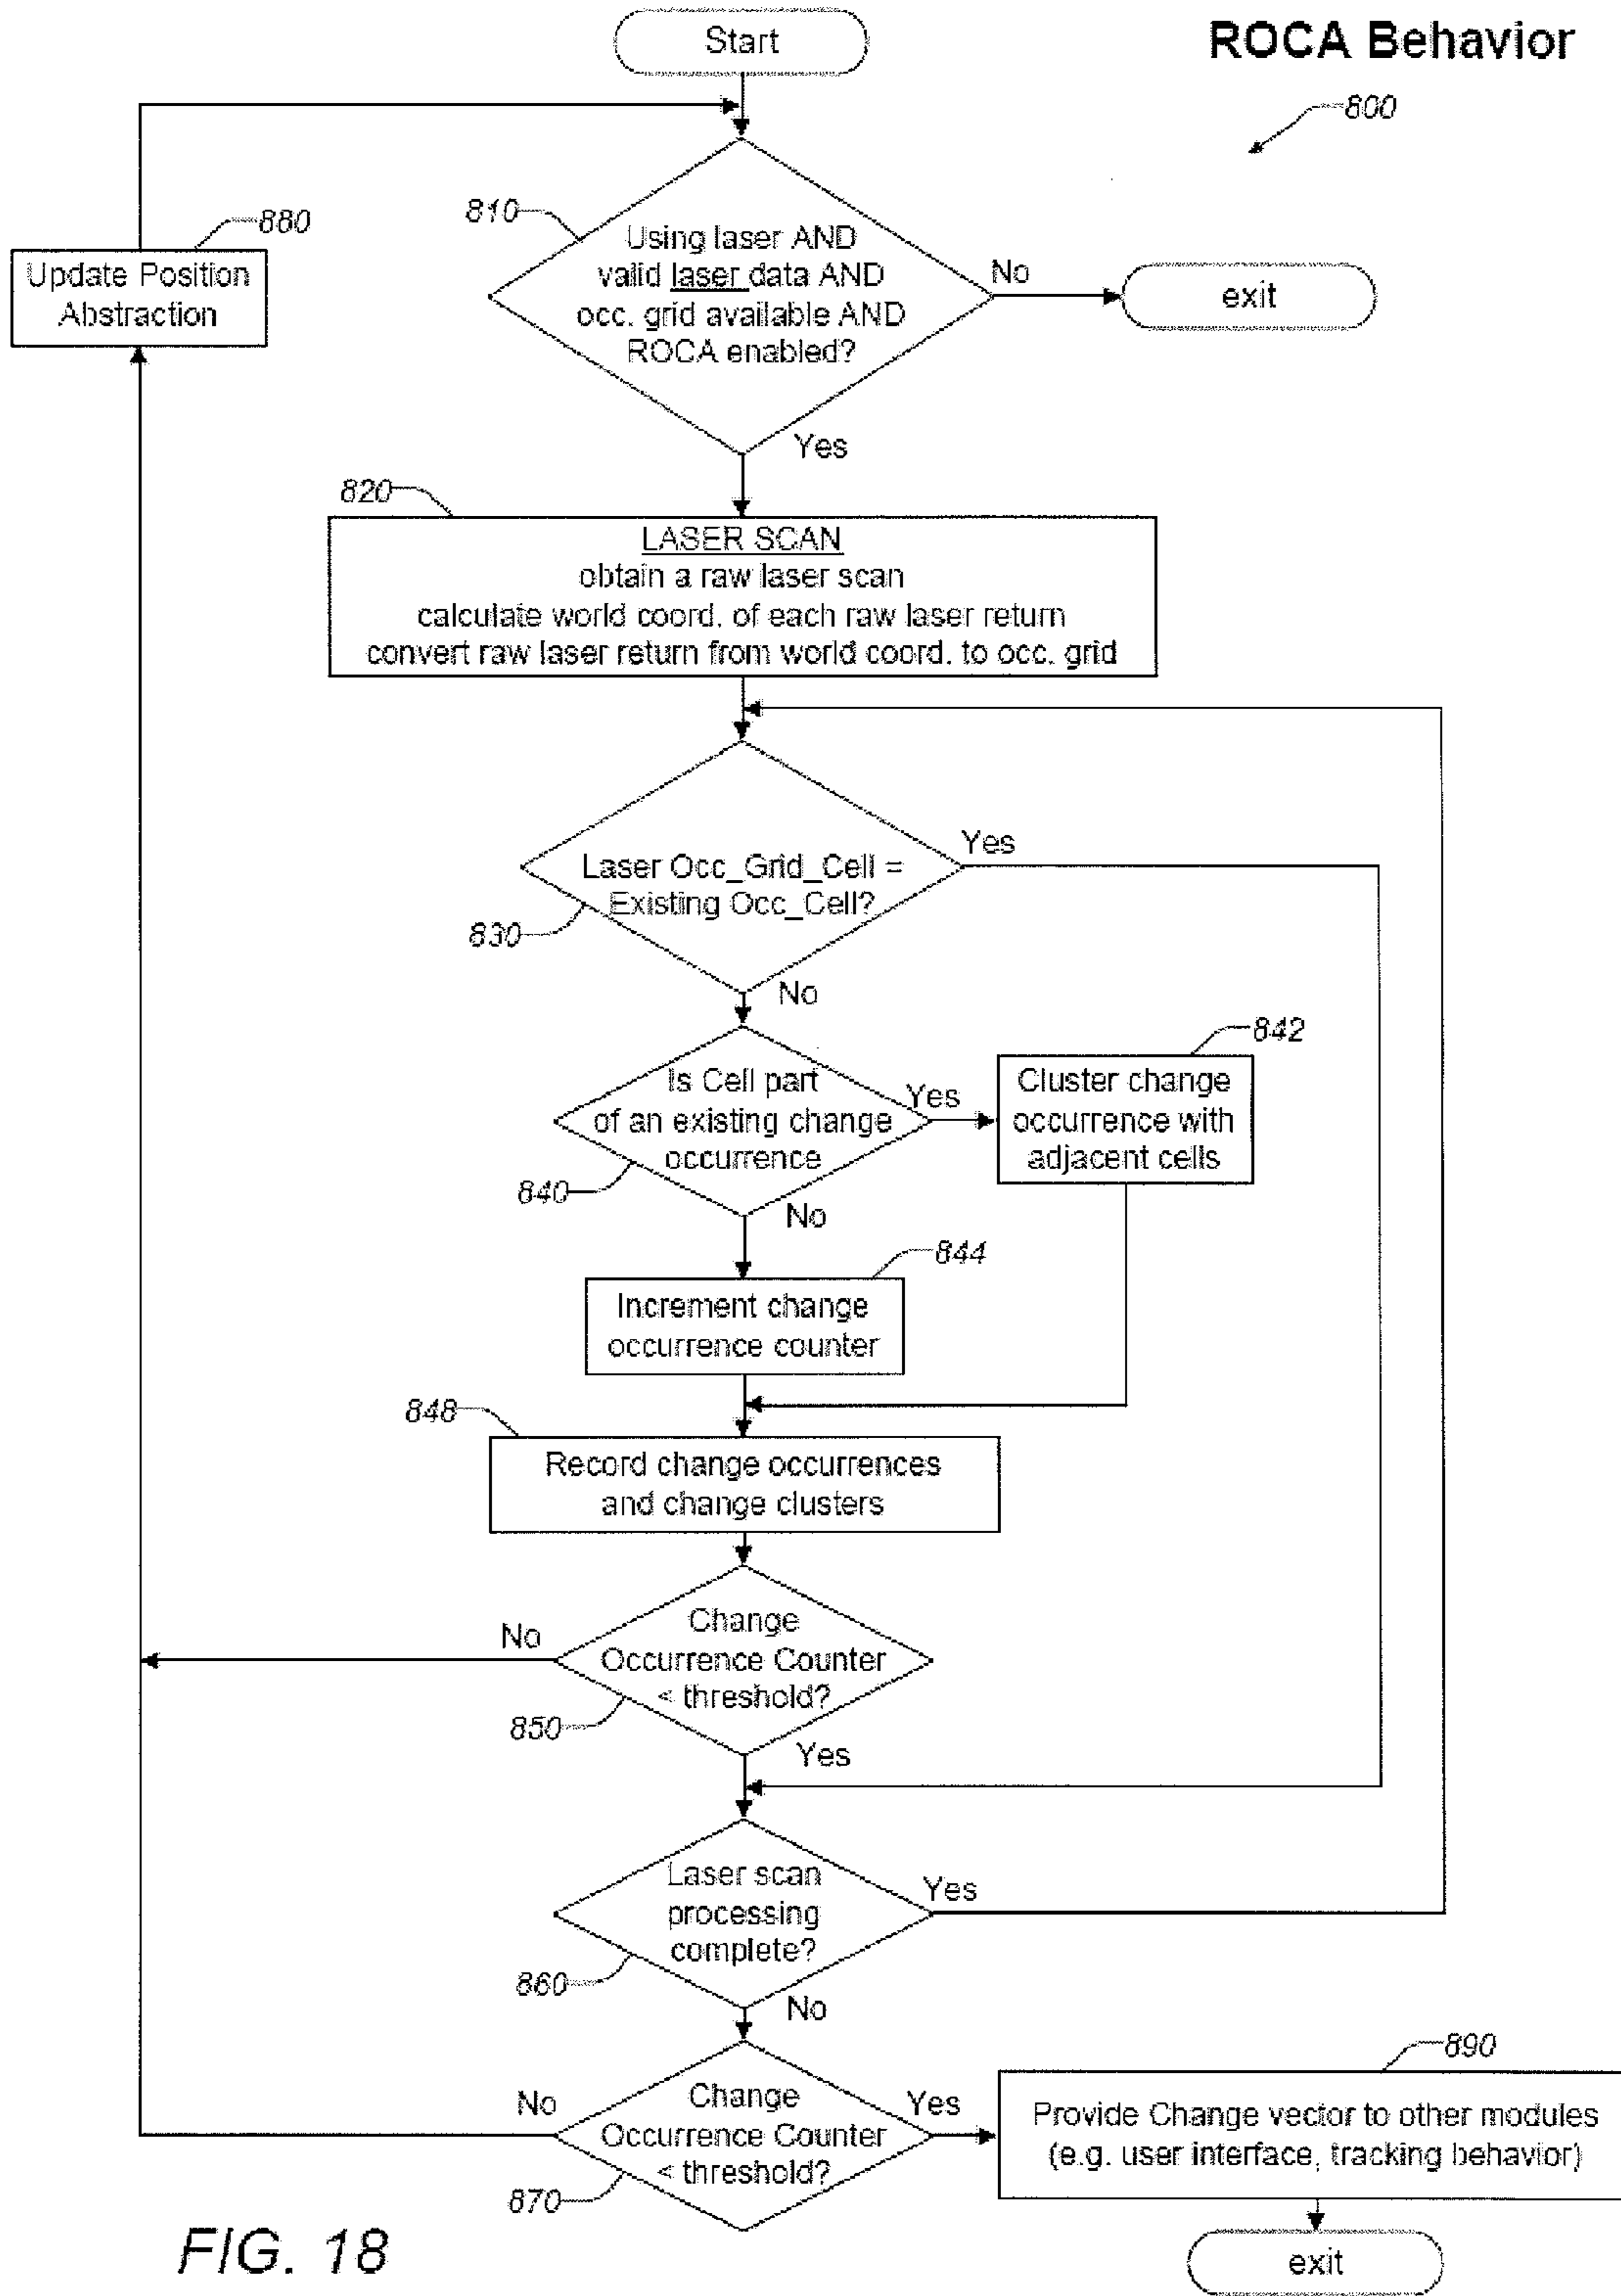 Start
ROCA Behavior
800
880
Update Position
Abstraction
810
Using laser AND
valid laser data AND
occ. grid available AND
ROCA enabled?
No
exit
Yes
820
LASER SCAN
obtain a raw laser scan
calculate world coord. of each raw laser return
convert raw laser return from world coord. to occ. grid
Laser Occ_Grid_Cell =
Existing Occ_Cell?
Yes
830
No
Is Cell part
of an existing change
occurrence
840
Yes
842
Cluster change
occurrence with
adjacent cells
No
844
Increment change
occurrence counter
848
Record change occurrences
and change clusters
Change
Occurrence Counter
< threshold?
No
850
Yes
Laser scan
processing
complete?
Yes
860
No
Change
Occurrence Counter
< threshold?
No
Yes
870
890
Provide Change vector to other modules
(e.g. user interface, tracking behavior)
exit
FIG. 18